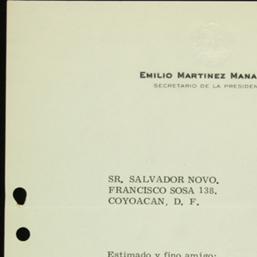 EMILIO MARTINEZ MANA
SECRETARIO DE LA PRESIDEN
SR. SALVADOR NOVO.
FRANCISCO SOSA 138.
COYOACAN, D. F.
Estimado y fino amigo: